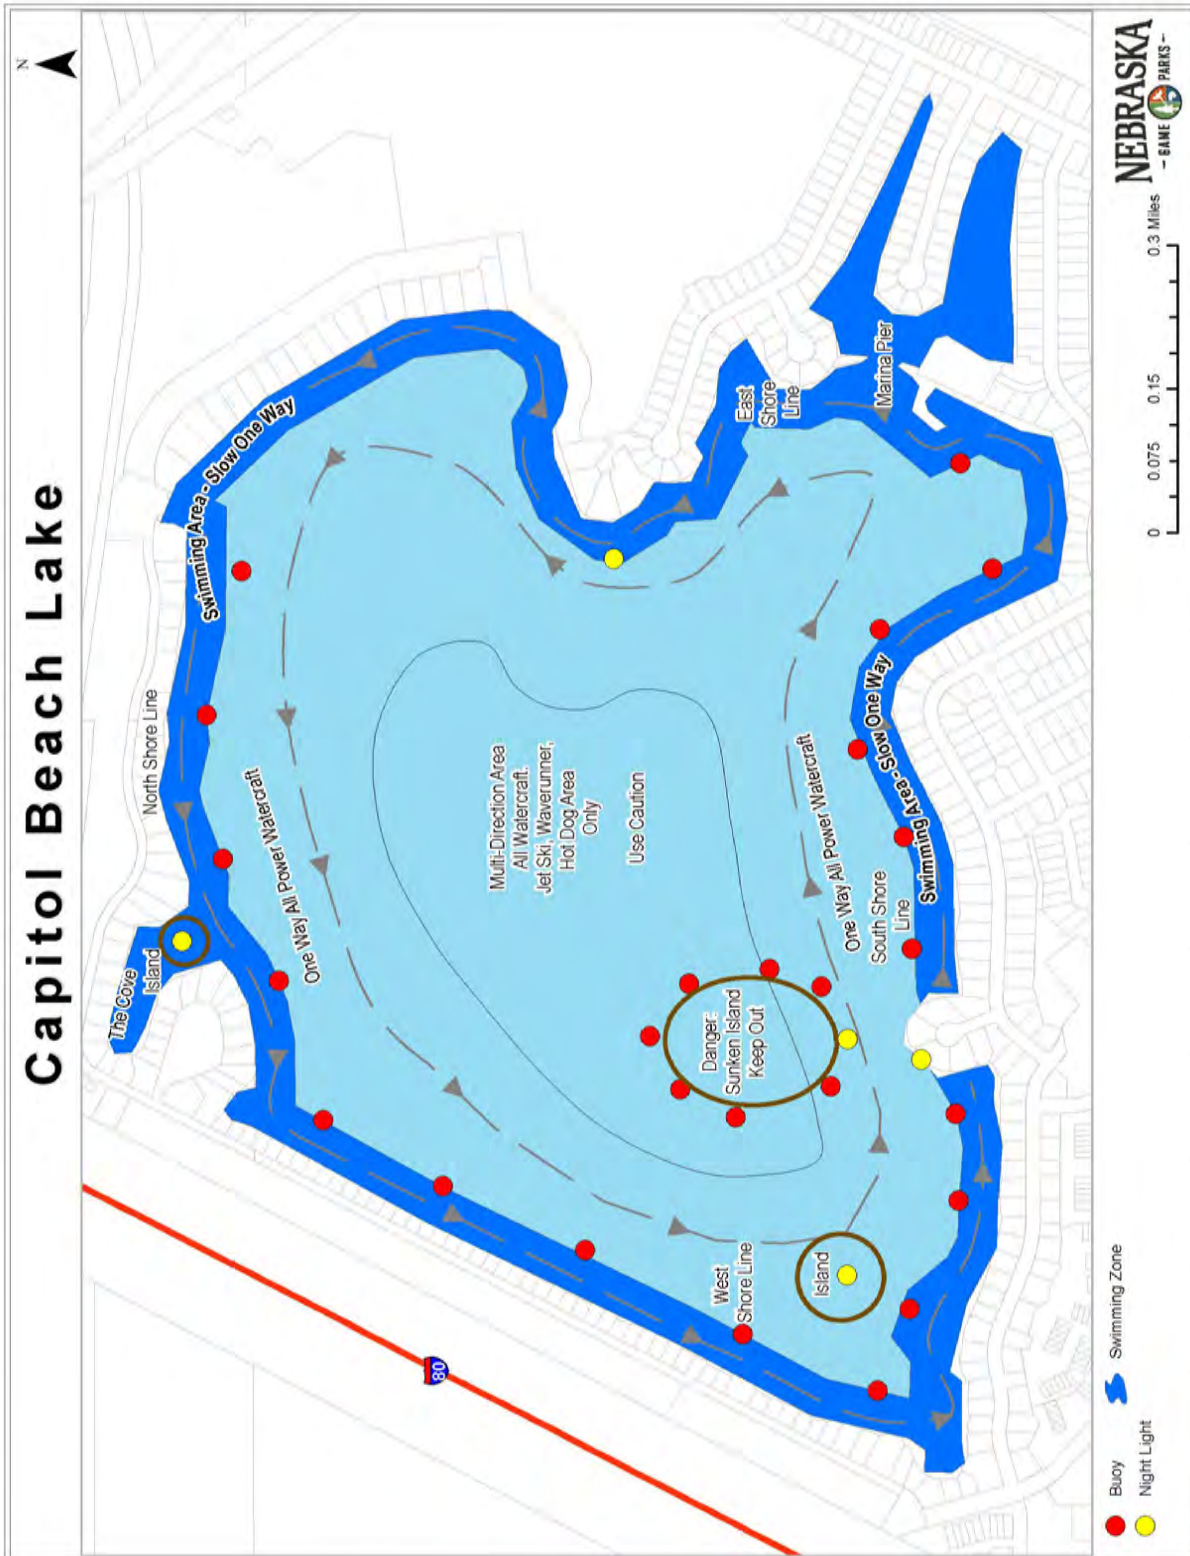 Capitol Beach Lake
N
The Cove
Island
North Shore Line
Swimming Area - Slow One Way
One Way All Power Watercraft
Multi-Direction Area
All Watercraft.
Jet Ski, Waverunner,
Hot Dog Area
Only
Use Caution
Danger:
Sunken Island
Keep Out
80
West
Shore Line
Island
One Way All Power Watercraft
South Shore
Line
Swimming Area - Slow One Way
East
Shore
Line
Marina Pier
Buoy
Night Light
Swimming Zone
0 0.075 0.15 0.3 Miles
NEBRASKA
- GAME PARKS -